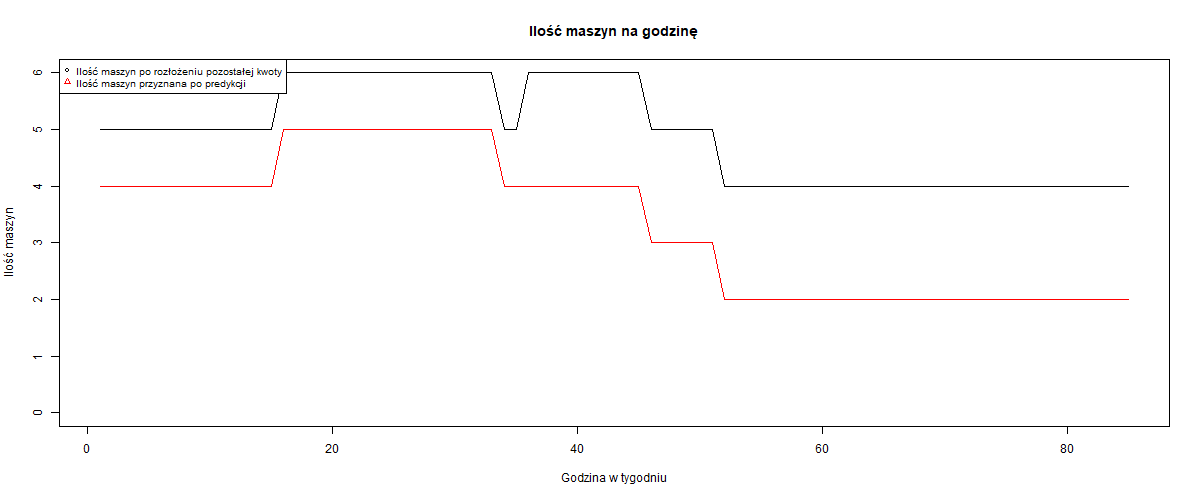 Ilość maszyn na godzinę
Ilość maszyn po rozłożeniu pozostałej kwoty
Ilość maszyn przyznana po predykcji
Ilość maszyn
6
5
4
3
2
1
0
0 20 40 60 80
Godzina w tygodniu